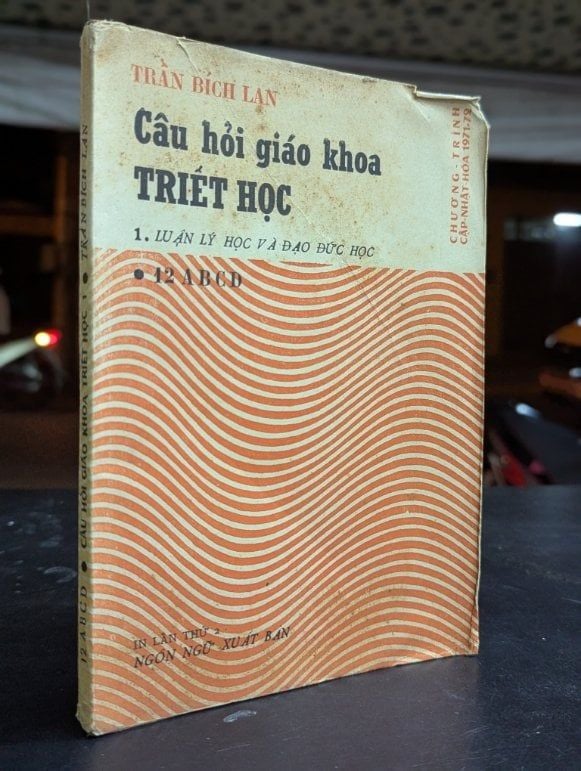 TRẦN BÍCH LAN
Câu hỏi giáo khoa
TRIẾT HỌC
1. LUẬN LÝ HỌC VÀ ĐẠO ĐỨC HỌC
• 12 ABCD
CHƯƠNG-TRÌNH
CẬP-NHẬT-HÓA 1971-72
IN LẦN THỨ 2
NGÔN NGỮ XUẤT BẢN
12 ABCD • CÂU HỎI GIÁO KHOA TRIẾT HỌC 1 • TRẦN BÍCH LAN